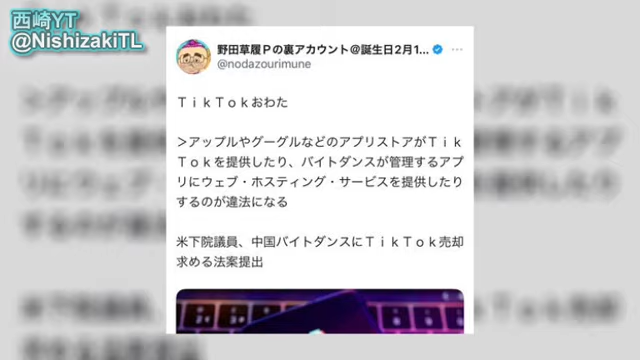 西崎YT
@NishizakiTL
野田草履Pの裏アカウント@誕生日2月1...
@nodazourimune
TikTokおわた
>アップルやグーグルなどのアプリストアがTik
Tokを提供したり、バイトダンスが管理するアプ
リにウェブ・ホスティング・サービスを提供したり
するのが違法になる
米下院議員、中国バイトダンスにTikTok売却
求める法案提出